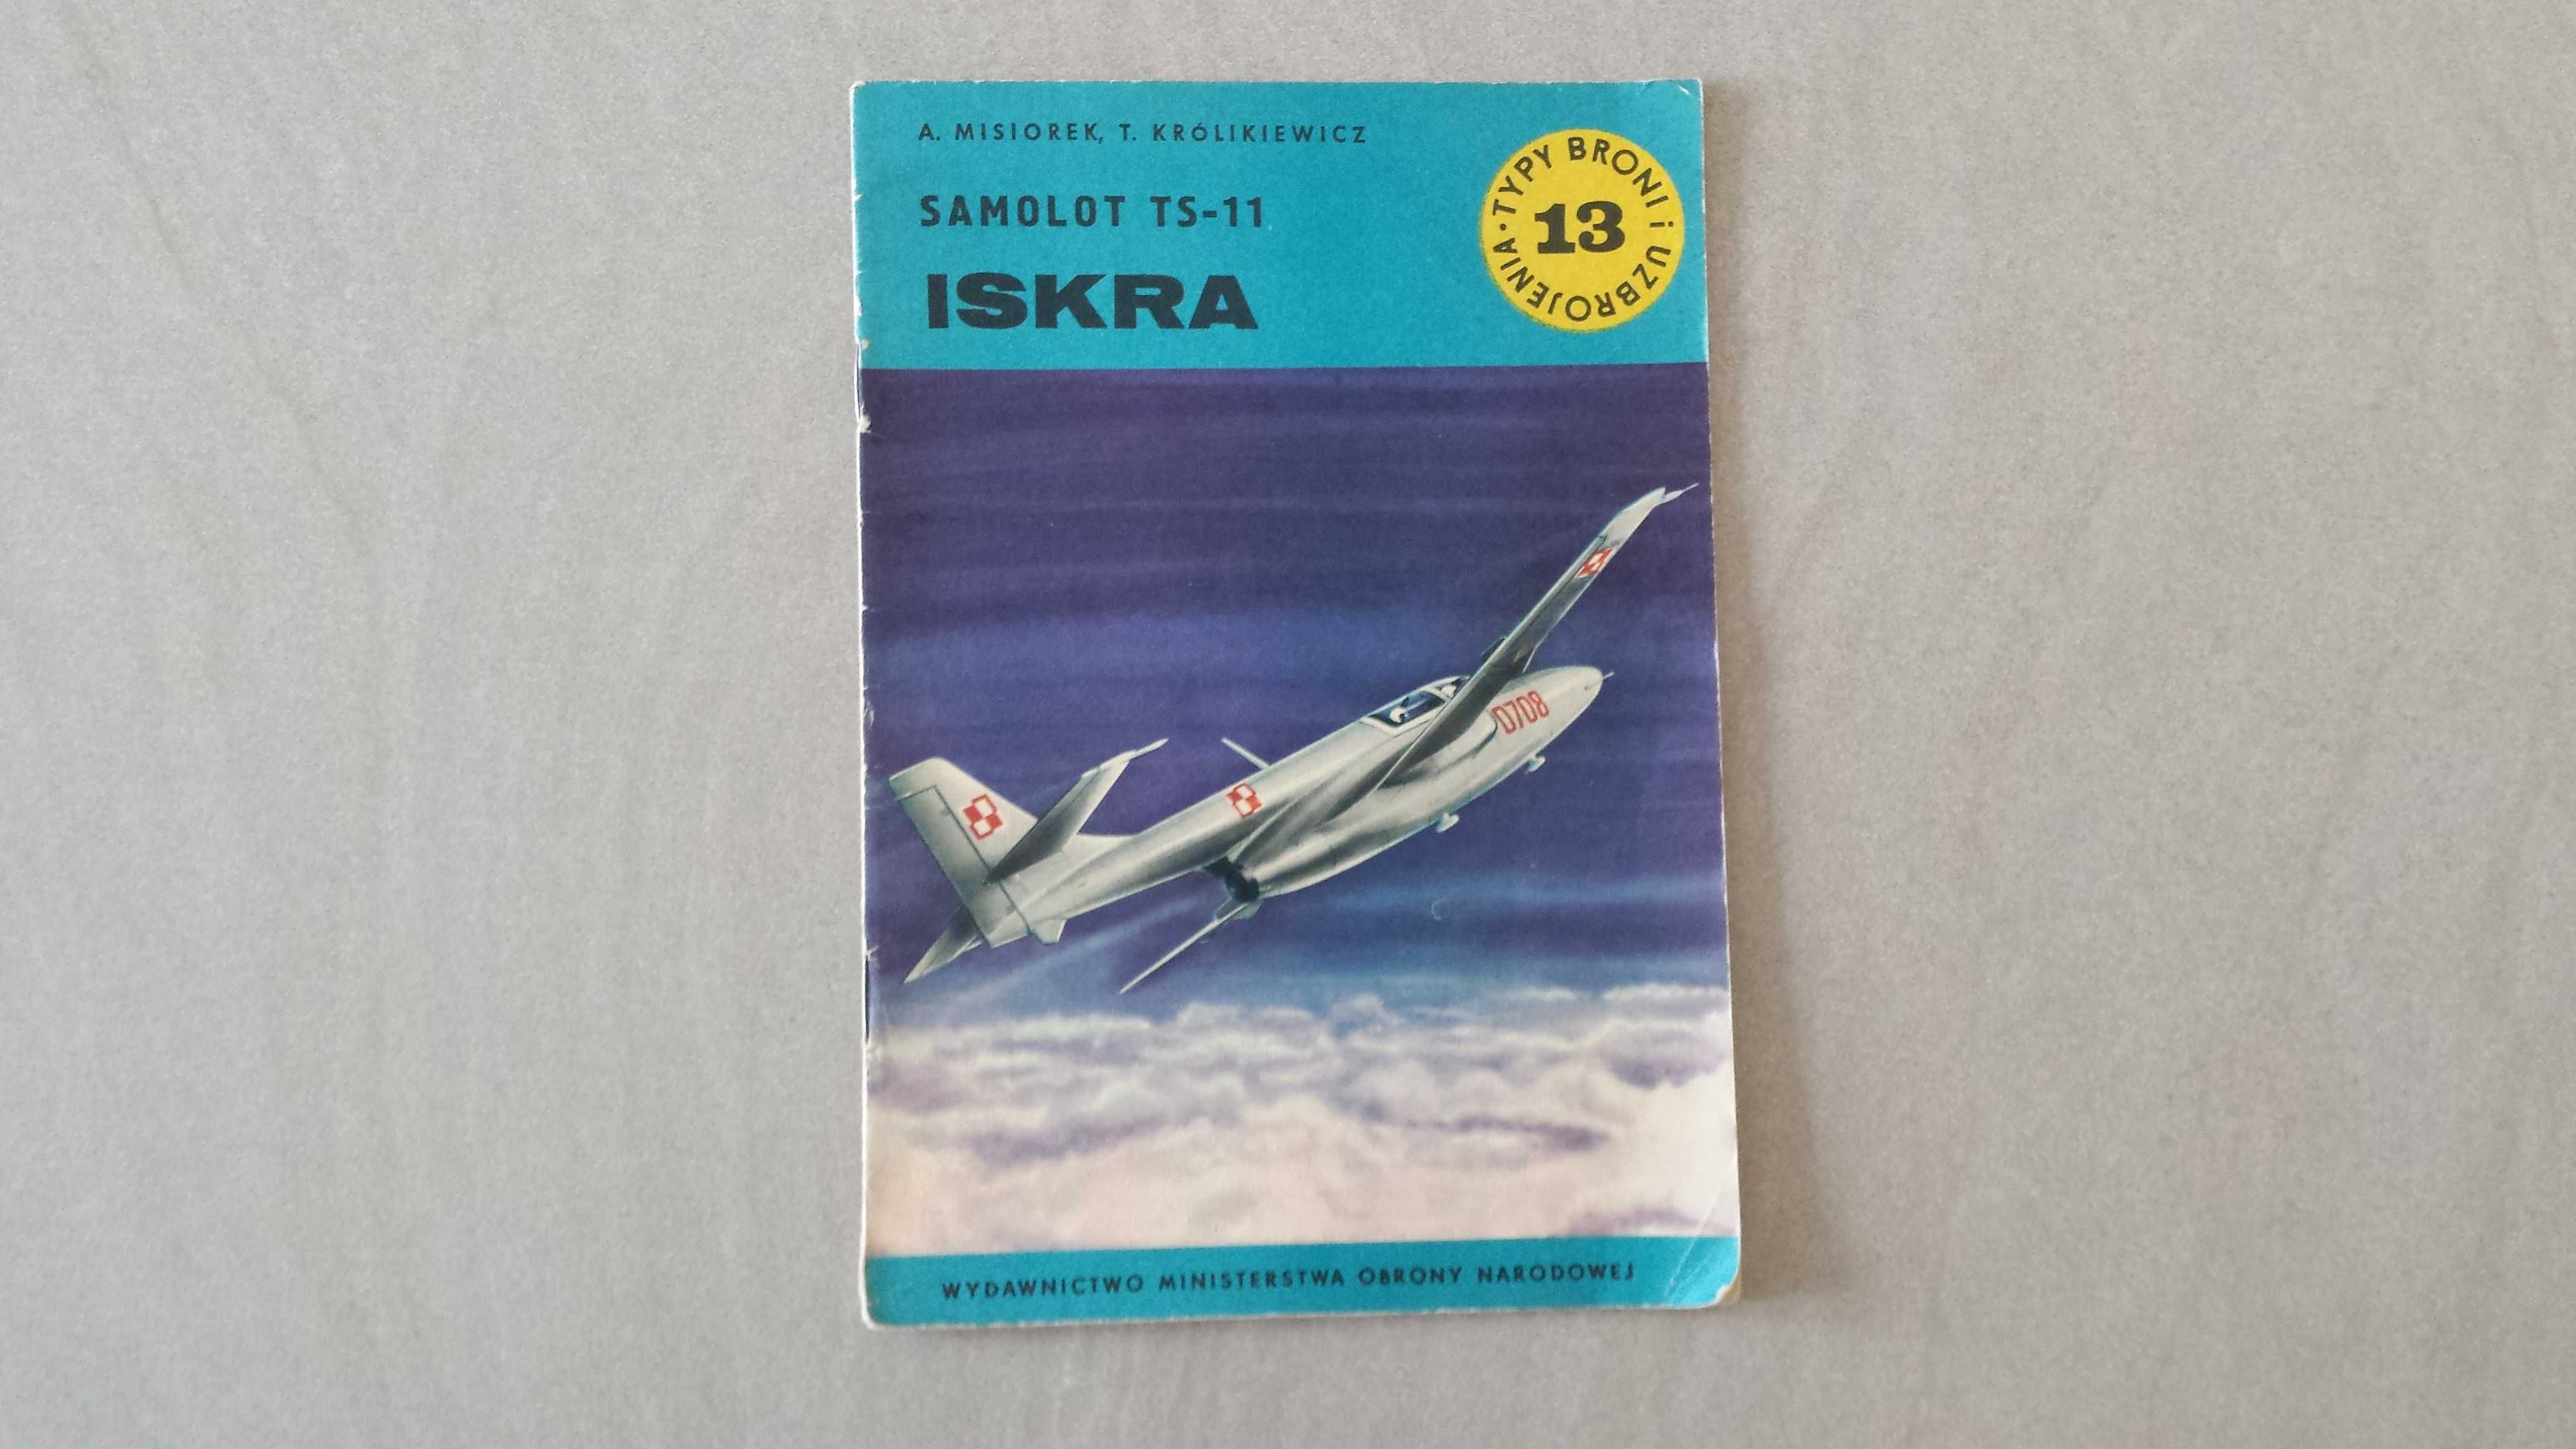 A. MISIOREK, T. KRÓLIKIEWICZ
SAMOLOT TS-11
ISKRA
TYPY BRONI i UZBROJENIA ·
13
0708
WYDAWNICTWO MINISTERSTWA OBRONY NARODOWEJ